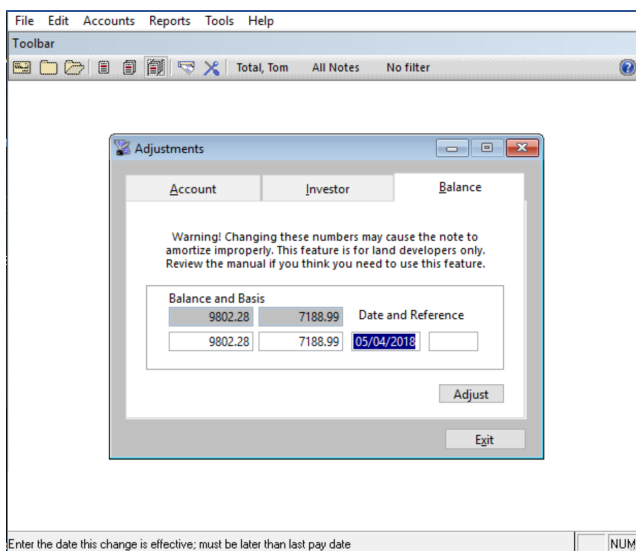 File Edit Accounts Reports Tools Help
Toolbar
Total, Tom All Notes No filter
Adjustments
Account Investor Balance
Warning! Changing these numbers may cause the note to
amortize improperly. This feature is for land developers only.
Review the manual if you think you need to use this feature.
Balance and Basis
9802.28 7188.99 Date and Reference
9802.28 7188.99 05/04/2018
Adjust
Exit
Enter the date this change is effective; must be later than last pay date NUM